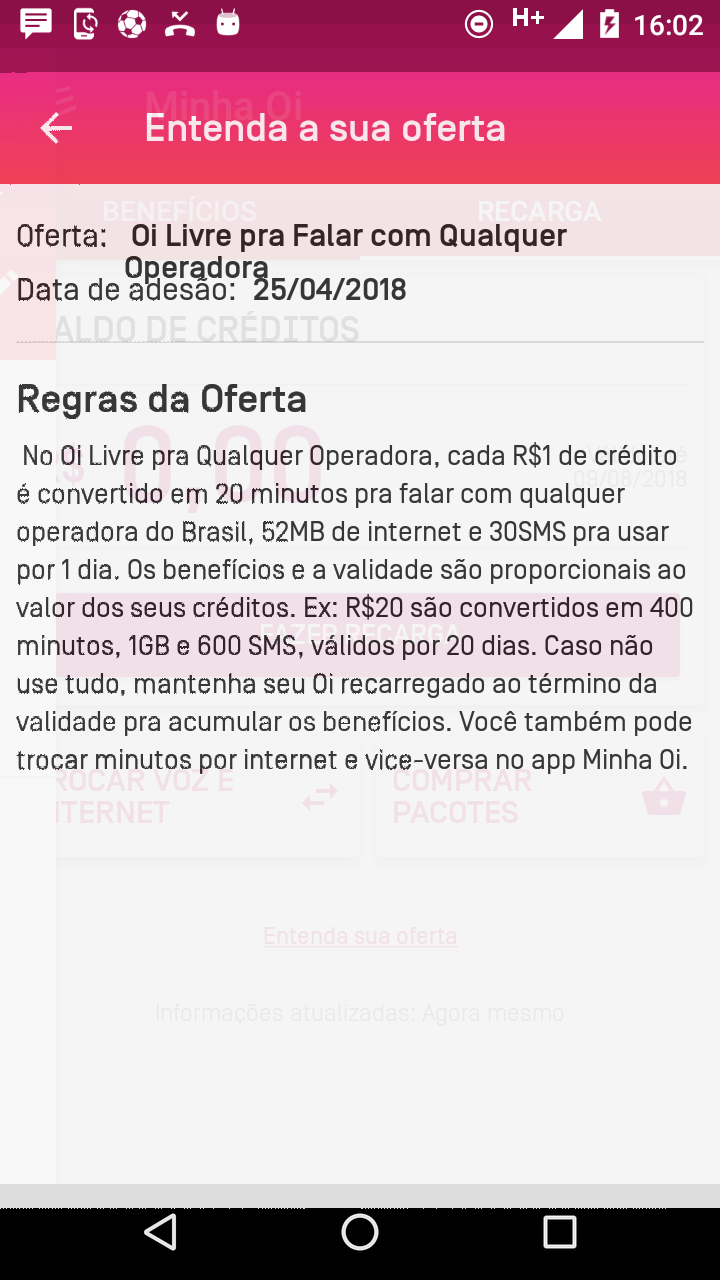 H+ 16:02
Minha Oi
Entenda a sua oferta
BENEFÍCIOS RECARGA
Oferta: Oi Livre pra Falar com Qualquer
Operadora
Data de adesão: 25/04/2018
ALDO DE CRÉDITOS
Regras da Oferta
$ 0,00
09/08/2018
No Oi Livre pra Qualquer Operadora, cada R$1 de crédito
é convertido em 20 minutos pra falar com qualquer
operadora do Brasil, 52MB de internet e 30SMS pra usar
por 1 dia. Os benefícios e a validade são proporcionais ao
valor dos seus créditos. Ex: R$20 são convertidos em 400
minutos, 1GB e 600 SMS, válidos por 20 dias. Caso não
use tudo, mantenha seu Oi recarregado ao término da
validade pra acumular os benefícios. Você também pode
trocar minutos por internet e vice-versa no app Minha Oi.
FAZER RECARGA
ROCAR VOZ E
TERNET
COMPRAR
PACOTES
Entenda sua oferta
Informações atualizadas: Agora mesmo